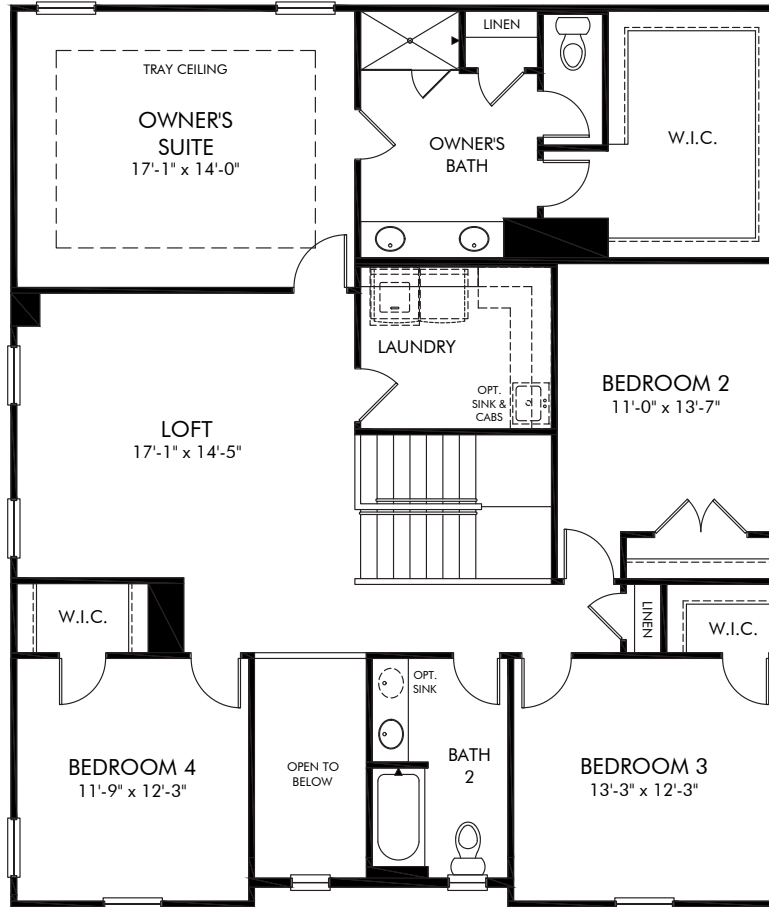 LINEN
TRAY CEILING
OWNER'S
SUITE
17'-1" x 14'-0"
OWNER'S
BATH
W.I.C.
LAUNDRY
OPT.
SINK &
CABS
BEDROOM 2
11'-0" x 13'-7"
LOFT
17'-1" x 14'-5"
W.I.C.
LINEN
W.I.C.
OPT.
SINK
BEDROOM 4
11'-9" x 12'-3"
OPEN TO
BELOW
BATH
2
BEDROOM 3
13'-3" x 12'-3"